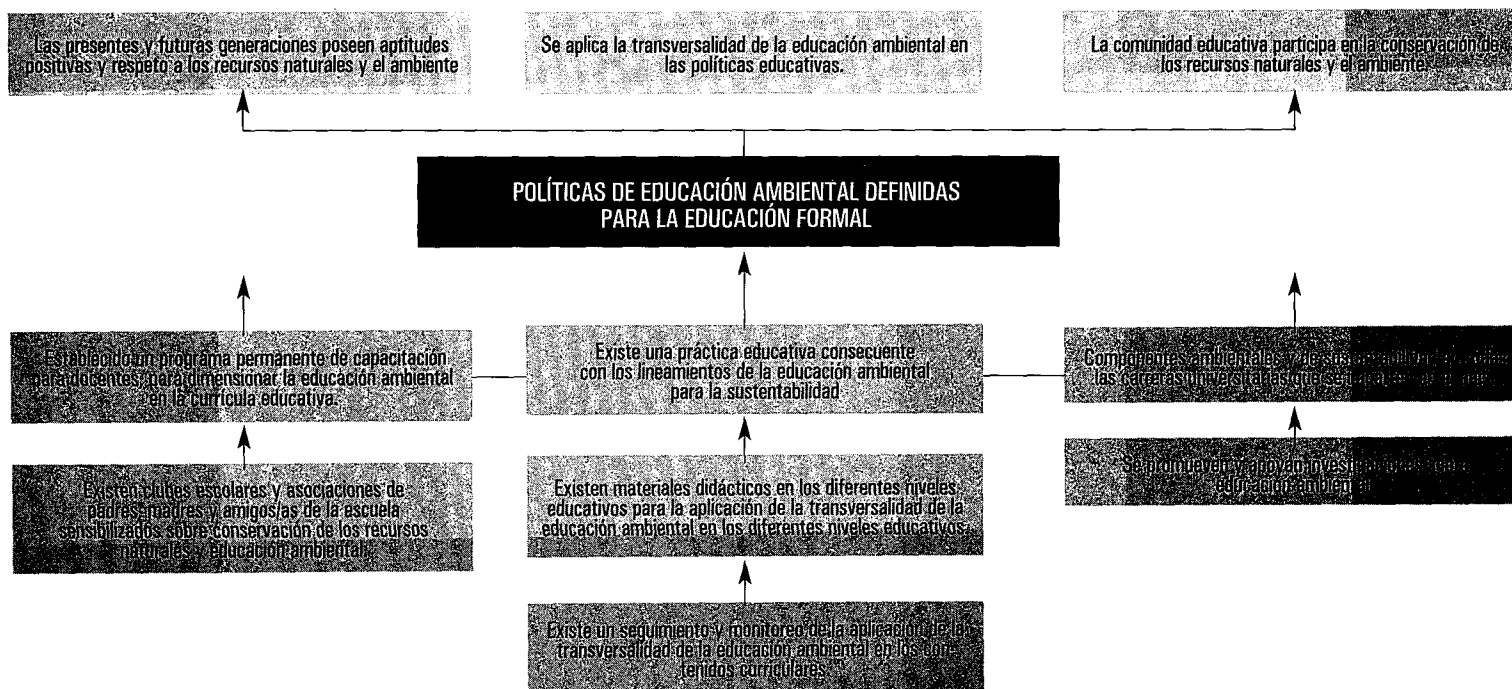 Las presentes y futuras generaciones poseen aptitudes
positivas y respeto a los recursos naturales y el ambiente
Se aplica la transversalidad de la educación ambiental en
las políticas educativas.
La comunidad educativa participa en la conservación de
los recursos naturales y el ambiente.
POLÍTICAS DE EDUCACIÓN AMBIENTAL DEFINIDAS
PARA LA EDUCACIÓN FORMAL
Establecido un programa permanente de capacitación
para docentes, para dimensionar la educación ambiental
en la currícula educativa.
Existe una práctica educativa consecuente
con los lineamientos de la educación ambiental
para la sustentabilidad
Componentes ambientales y de
las carreras universitarias que se
Existen clubes escolares y asociaciones de
padres, madres y amigos/as de la escuela
sensibilizados sobre conservación de los recursos
naturales y educación ambiental.
Existen materiales didácticos en los diferentes niveles
educativos para la aplicación de la transversalidad de la
educación ambiental en los diferentes niveles educativos.
Se promueven y apoyan
educación ambiental
Existe un seguimiento y monitoreo de la aplicación de la
transversalidad de la educación ambiental en los con-
tenidos curriculares